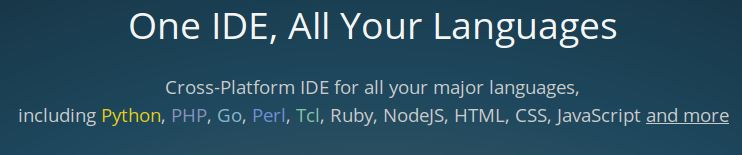 One IDE, All Your Languages
Cross-Platform IDE for all your major languages,
including Python, PHP, Go, Perl, Tcl, Ruby, NodeJS, HTML, CSS, JavaScript and more